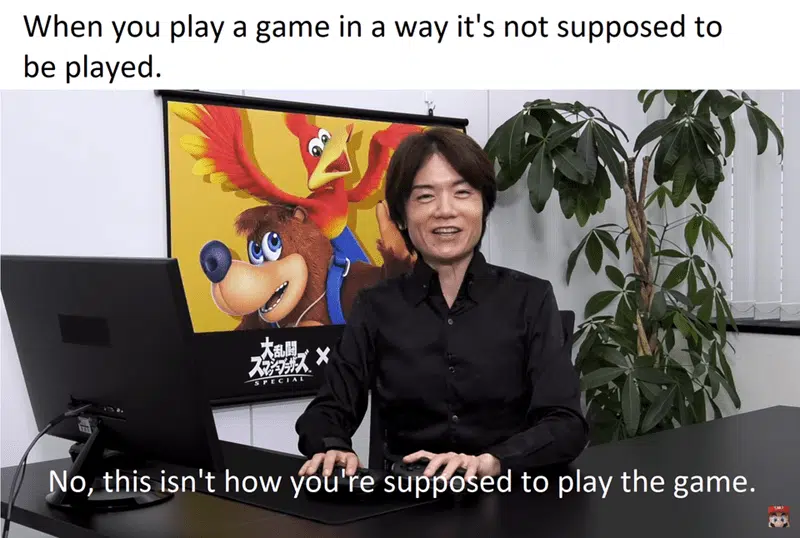 When you play a game in a way it's not supposed to
be played.
大乱闘
スマッシュブラザーズ
SPECIAL
×
No, this isn't how you're supposed to play the game.